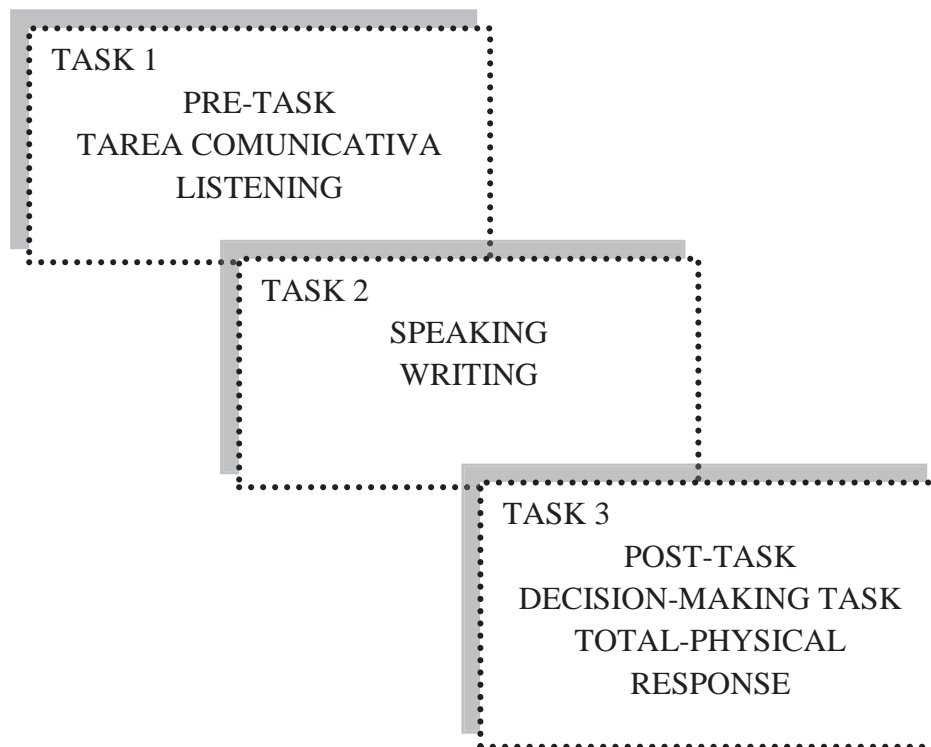 TASK 1
PRE-TASK
TAREA COMUNICATIVA
LISTENING
TASK 2
SPEAKING
WRITING
TASK 3
POST-TASK
DECISION-MAKING TASK
TOTAL-PHYSICAL
RESPONSE